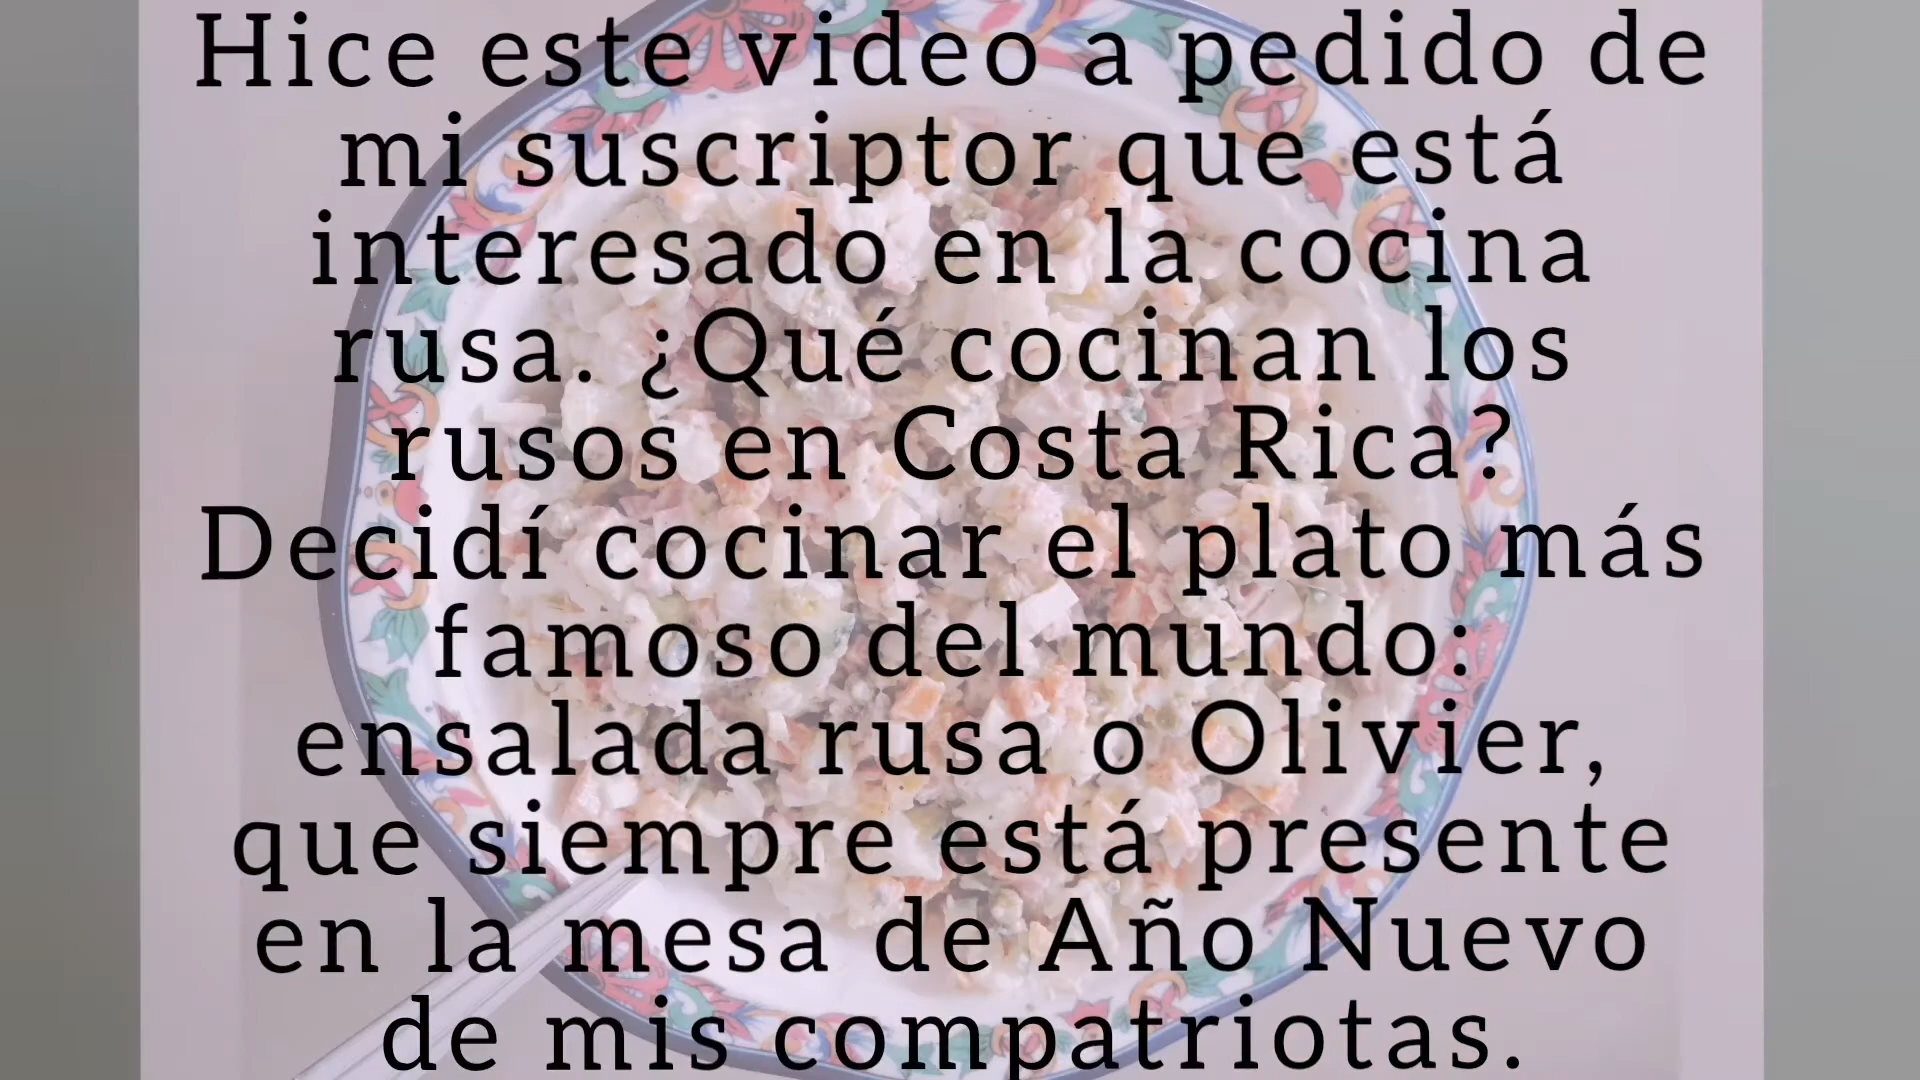 Hice este video a pedido de
mi suscriptor que está
interesado en la cocina
rusa. ¿Qué cocinan los
rusos en Costa Rica?
Decidí cocinar el plato más
famoso del mundo:
ensalada rusa o Olivier,
que siempre está presente
en la mesa de Año Nuevo
de mis compatriotas.